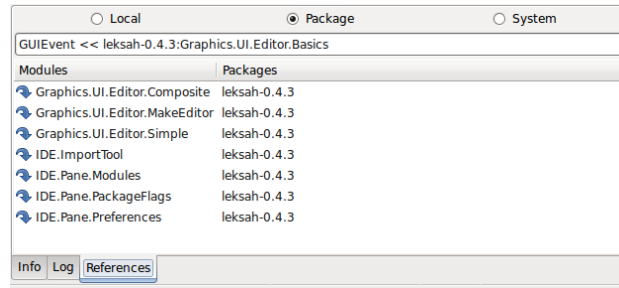 Local Package System
GUIEvent << leksah-0.4.3:Graphics.UI.Editor.Basics
Modules Packages
Graphics.UI.Editor.Composite leksah-0.4.3
Graphics.UI.Editor.MakeEditor leksah-0.4.3
Graphics.UI.Editor.Simple leksah-0.4.3
IDE.ImportTool leksah-0.4.3
IDE.Pane.Modules leksah-0.4.3
IDE.Pane.PackageFlags leksah-0.4.3
IDE.Pane.Preferences leksah-0.4.3
Info Log References